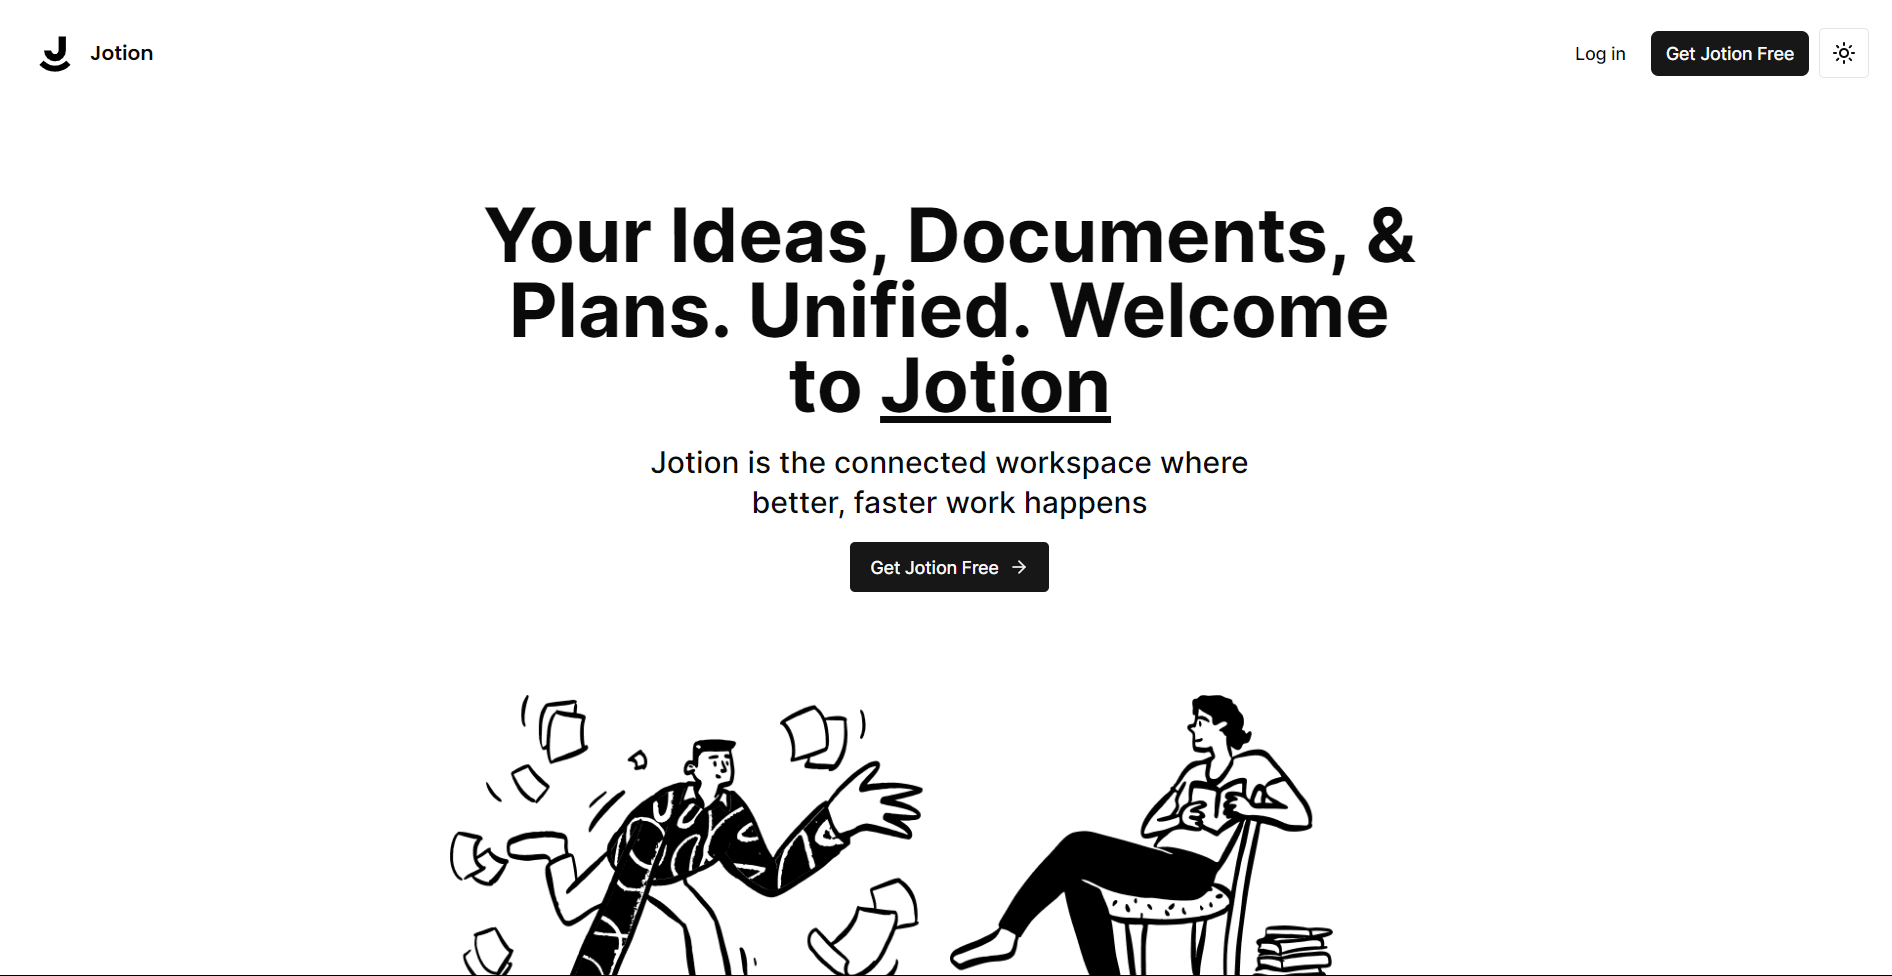 Jotion
Log in
Get Jotion Free
Your Ideas, Documents, &
Plans. Unified. Welcome
to Jotion
Jotion is the connected workspace where
better, faster work happens
Get Jotion Free